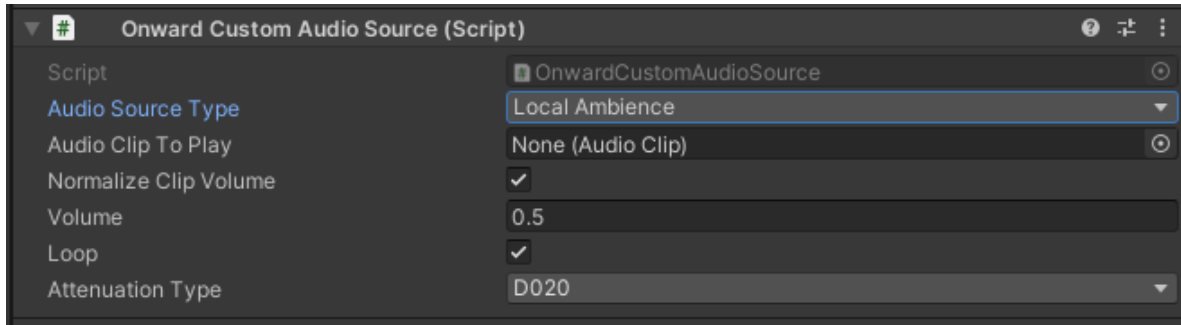 Onward Custom Audio Source (Script)
Script OnwardCustomAudioSource
Audio Source Type Local Ambience
Audio Clip To Play None (Audio Clip)
Normalize Clip Volume
Volume 0.5
Loop
Attenuation Type D020